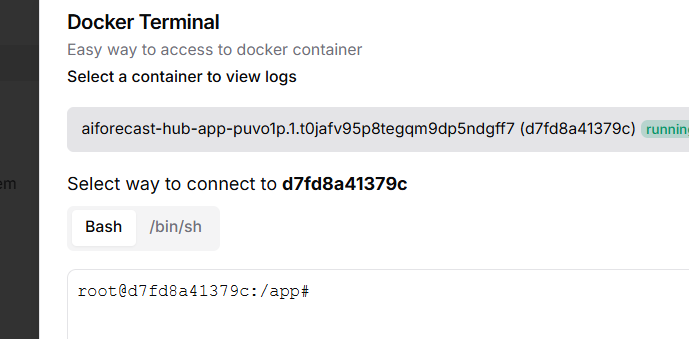 Docker Terminal
Easy way to access to docker container
Select a container to view logs
aiforecast-hub-app-puvo1p.1.t0jafv95p8tegqm9dp5ndgff7 (d7fd8a41379c) running
em
Select way to connect to d7fd8a41379c
Bash /bin/sh
root@d7fd8a41379c:/app#